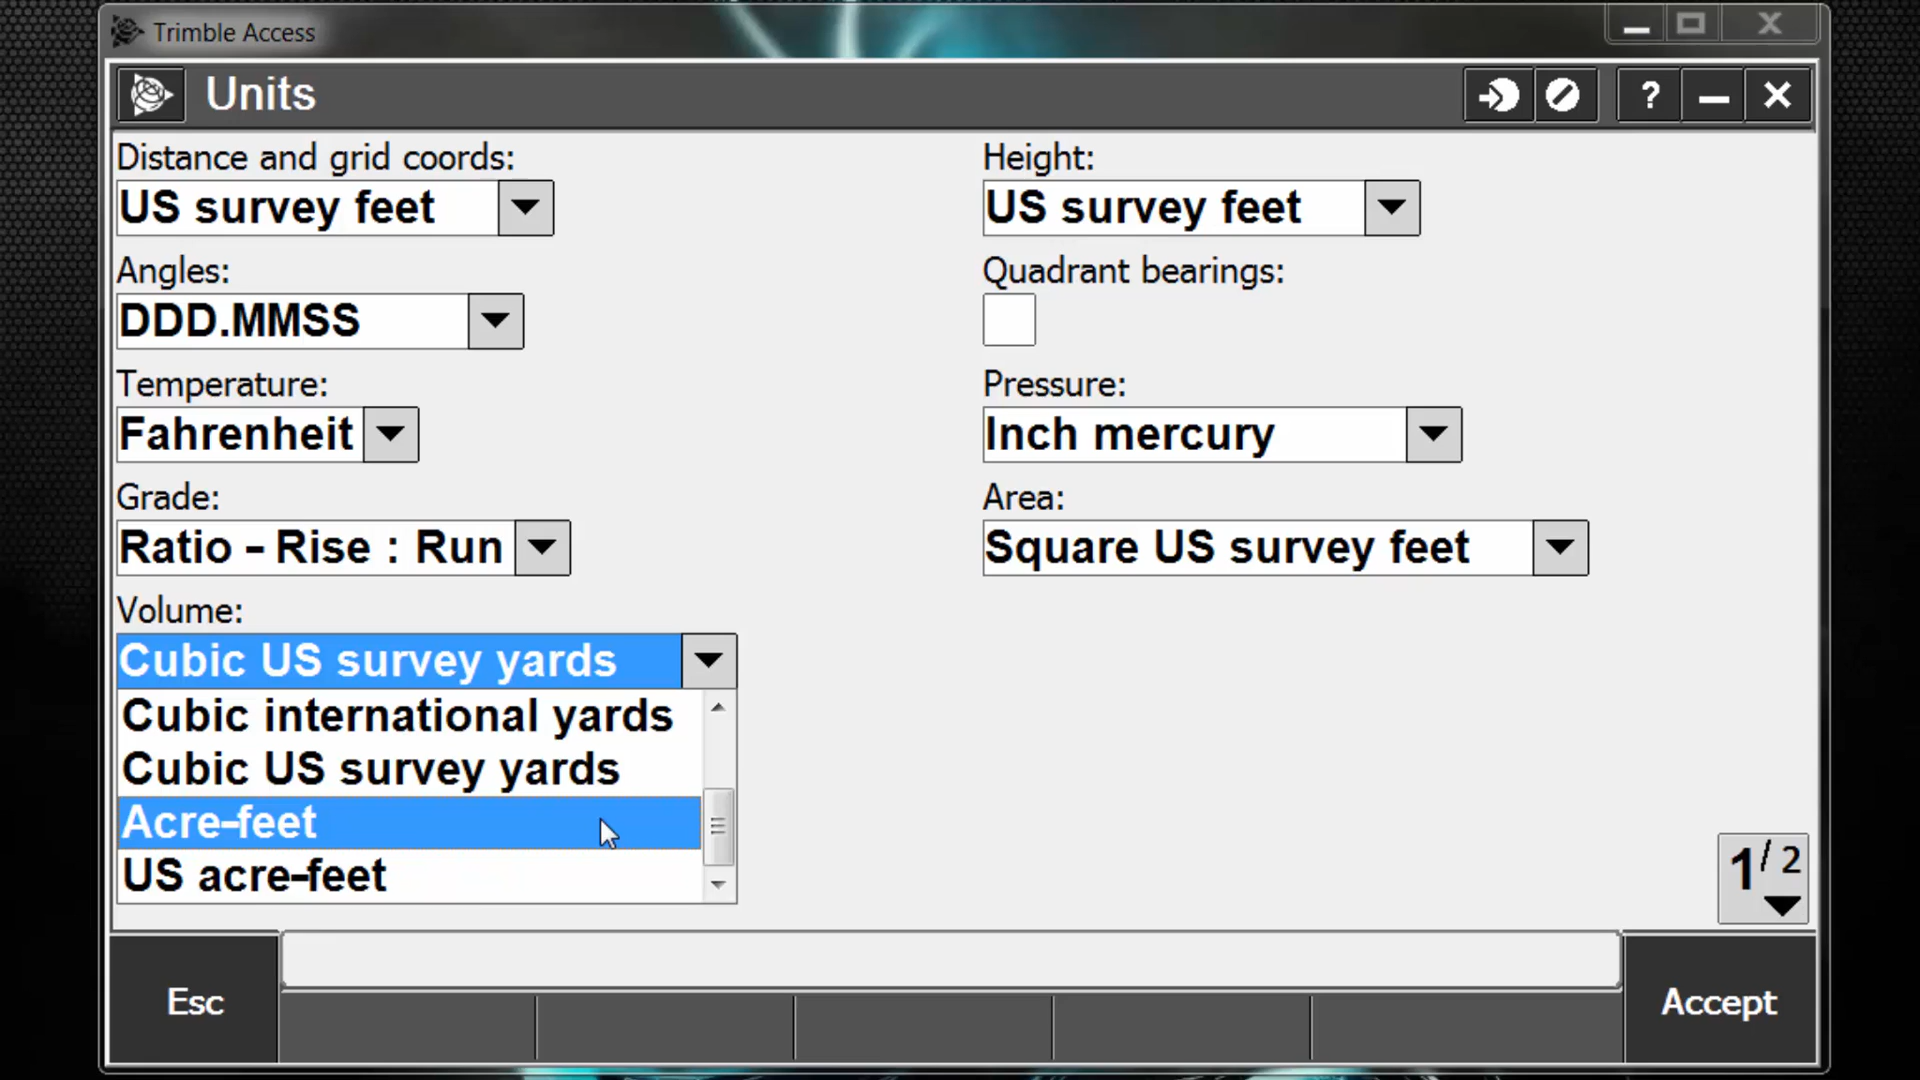 Trimble Access
Units
?
Distance and grid coords:
US survey feet
Height:
US survey feet
Angles:
DDD.MMSS
Quadrant bearings:
Temperature:
Fahrenheit
Pressure:
Inch mercury
Grade:
Ratio - Rise : Run
Area:
Square US survey feet
Volume:
Cubic US survey yards
Cubic international yards
Cubic US survey yards
Acre-feet
US acre-feet
1/2
Esc
Accept